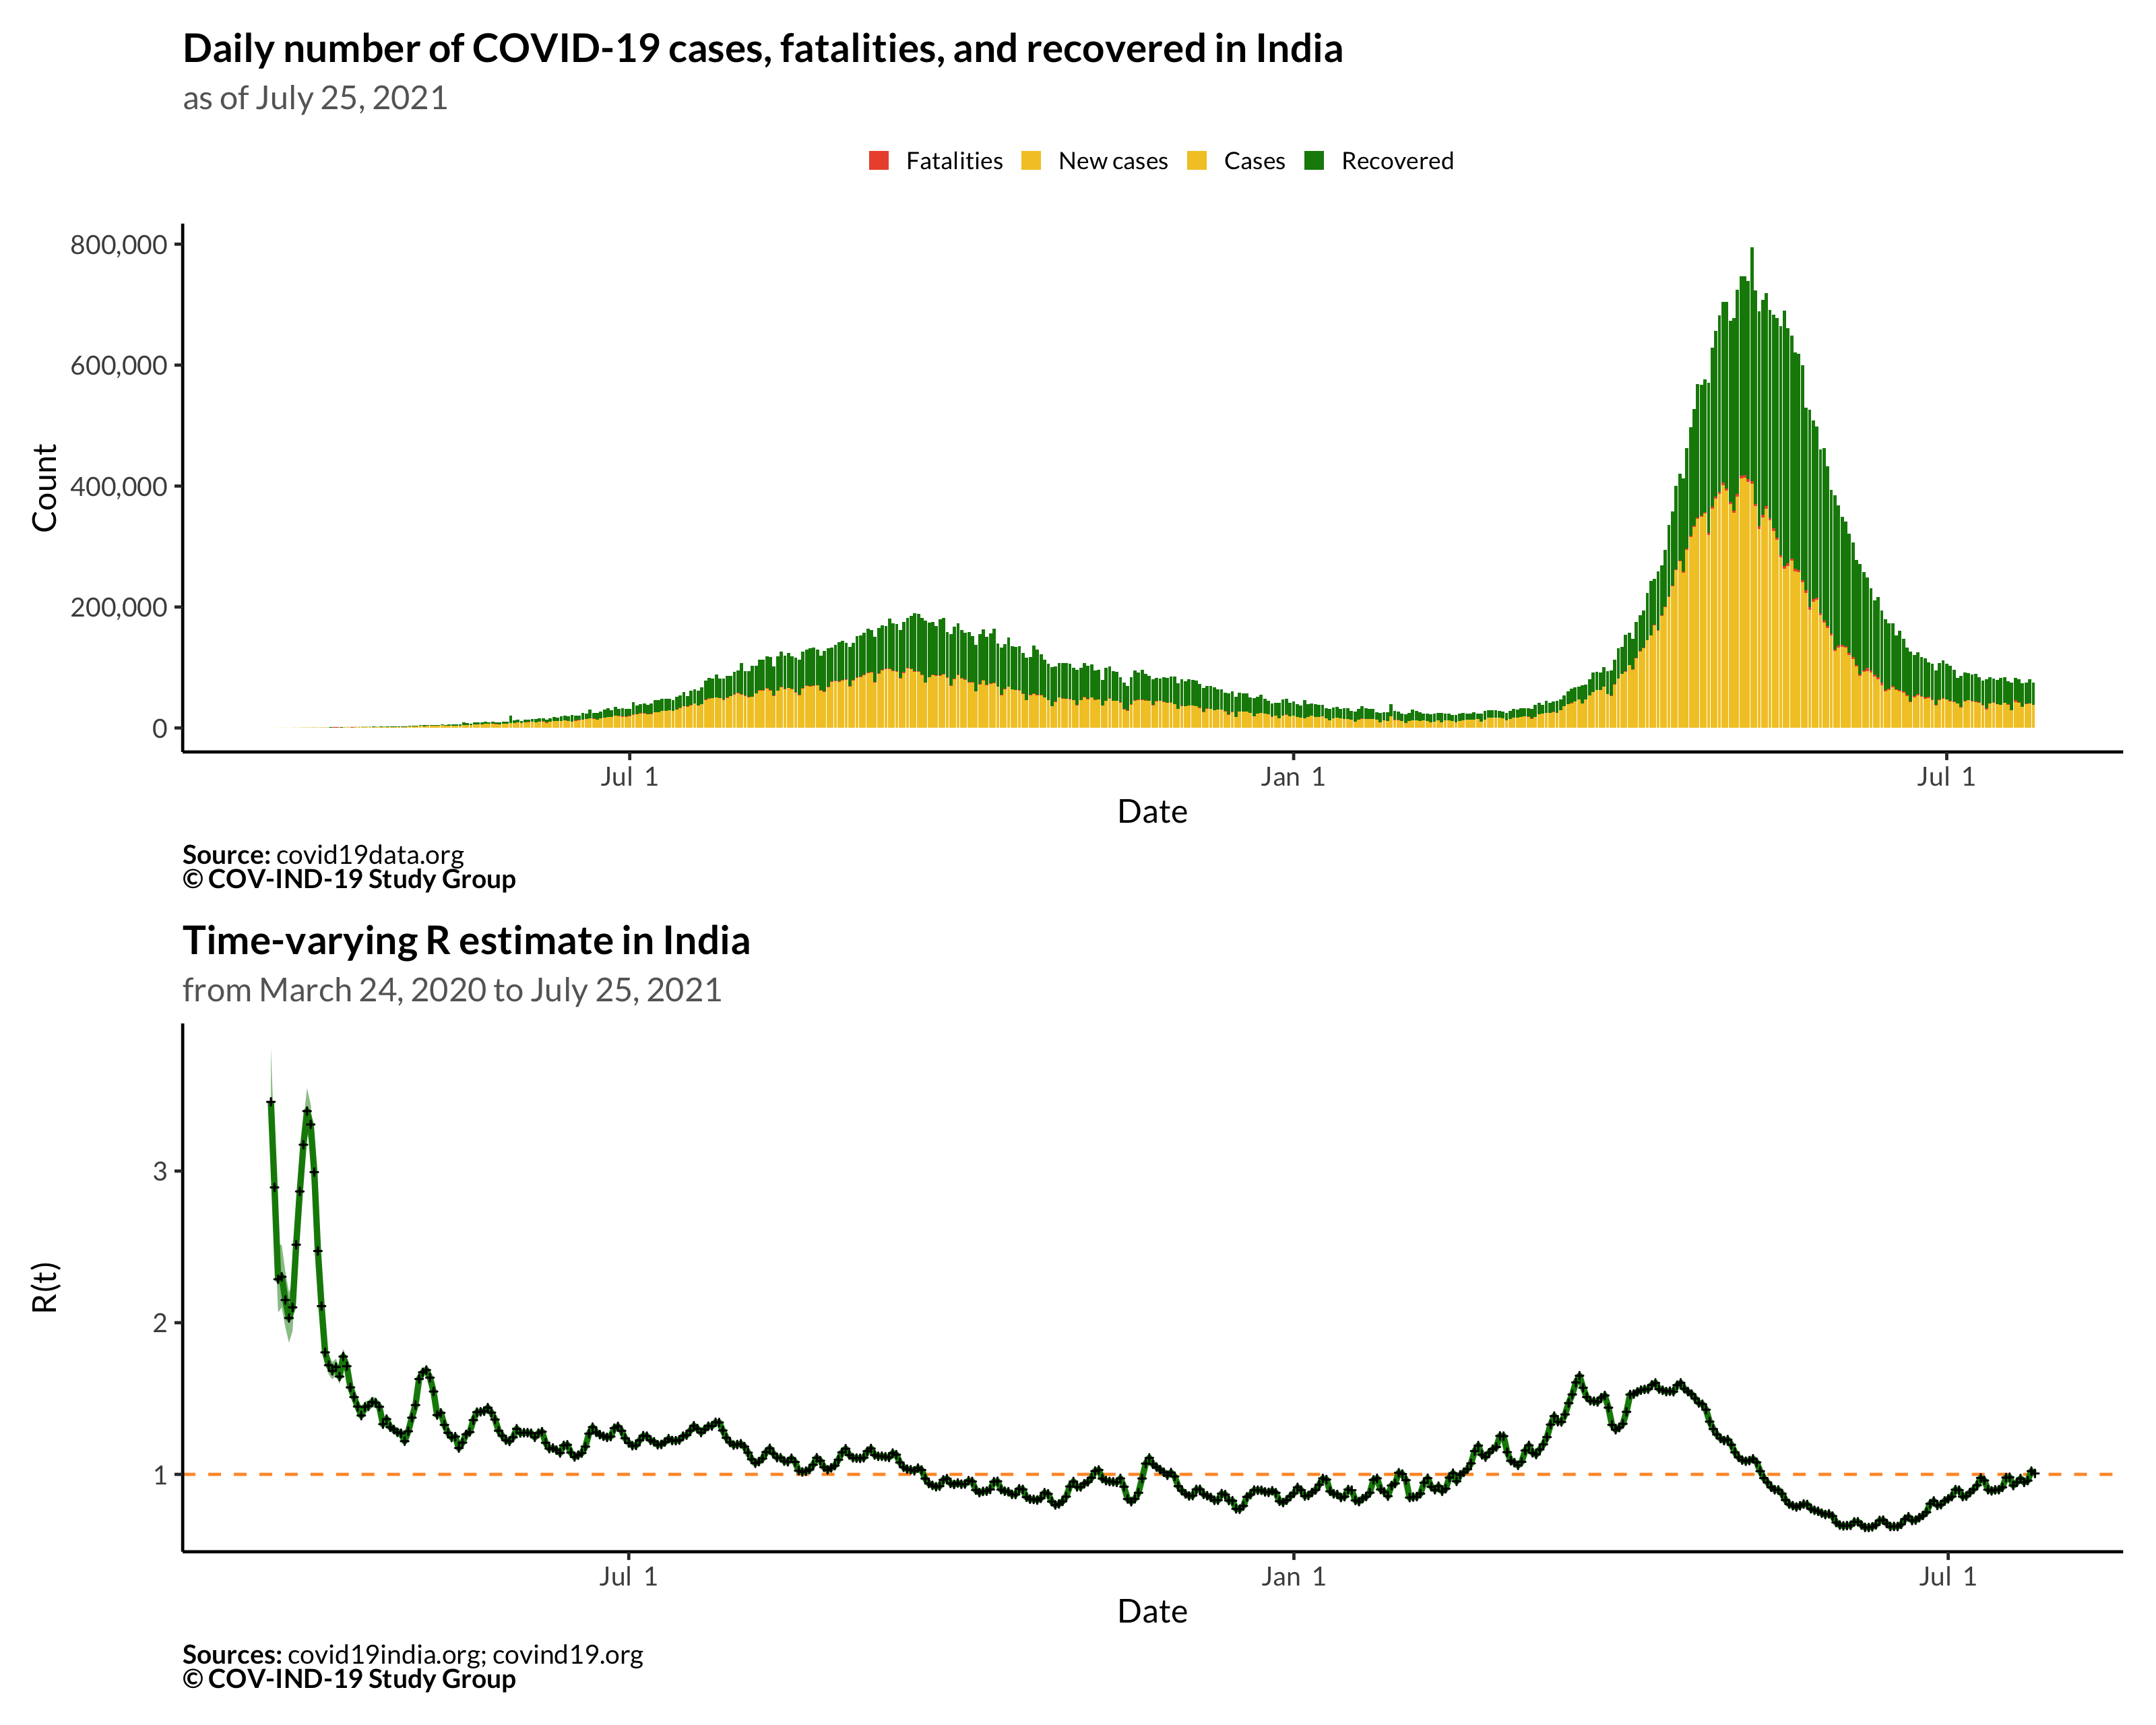 Daily number of COVID-19 cases, fatalities, and recovered in India
as of July 25, 2021
Fatalities New cases Cases Recovered
800,000
600,000
400,000
200,000
0
Count
Jul 1 Jan 1 Jul 1
Date
Source: covid19data.org
© COV-IND-19 Study Group
Time-varying R estimate in India
from March 24, 2020 to July 25, 2021
3
2
1
R(t)
Jul 1 Jan 1 Jul 1
Date
Sources: covid19india.org; covind19.org
© COV-IND-19 Study Group